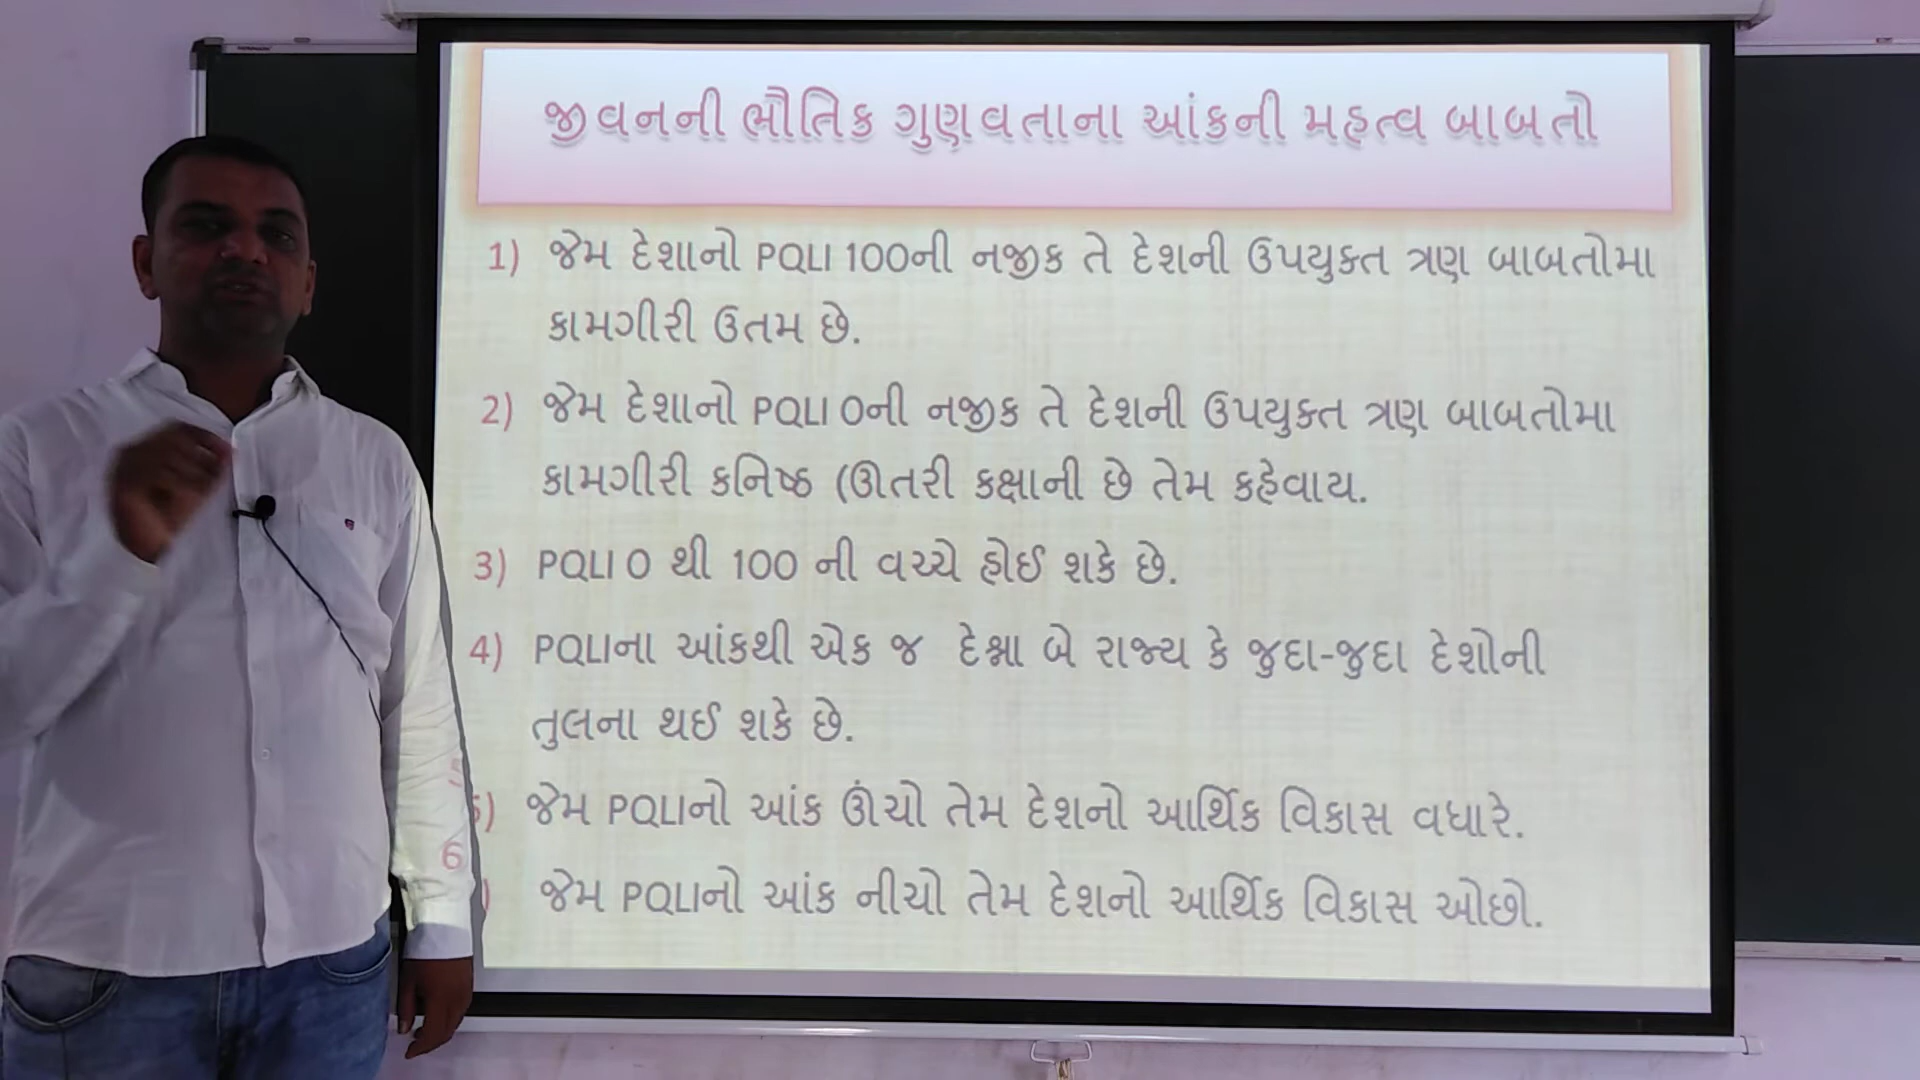 જીવનની ભૌતિક ગુણવતાના આંકની મહત્વ બાબતો
1) જેમ દેશાનો PQLI 100ની નજીક તે દેશની ઉપયુક્ત ત્રણ બાબતોમા
કામગીરી ઉતમ છે.
2) જેમ દેશાનો PQLI 0ની નજીક તે દેશની ઉપયુક્ત ત્રણ બાબતોમા
કામગીરી કનિષ્ઠ (ઊતરી કક્ષાની છે તેમ કહેવાય.
3) PQLI 0 થી 100 ની વચ્ચે હોઈ શકે છે.
4) PQLIના આંકથી એક જ દેશ્ના બે રાજ્ય કે જુદા-જુદા દેશોની
તુલના થઈ શકે છે.
5) જેમ PQLIનો આંક ઊંચો તેમ દેશનો આર્થિક વિકાસ વધારે.
6) જેમ PQLIનો આંક નીચો તેમ દેશનો આર્થિક વિકાસ ઓછો.